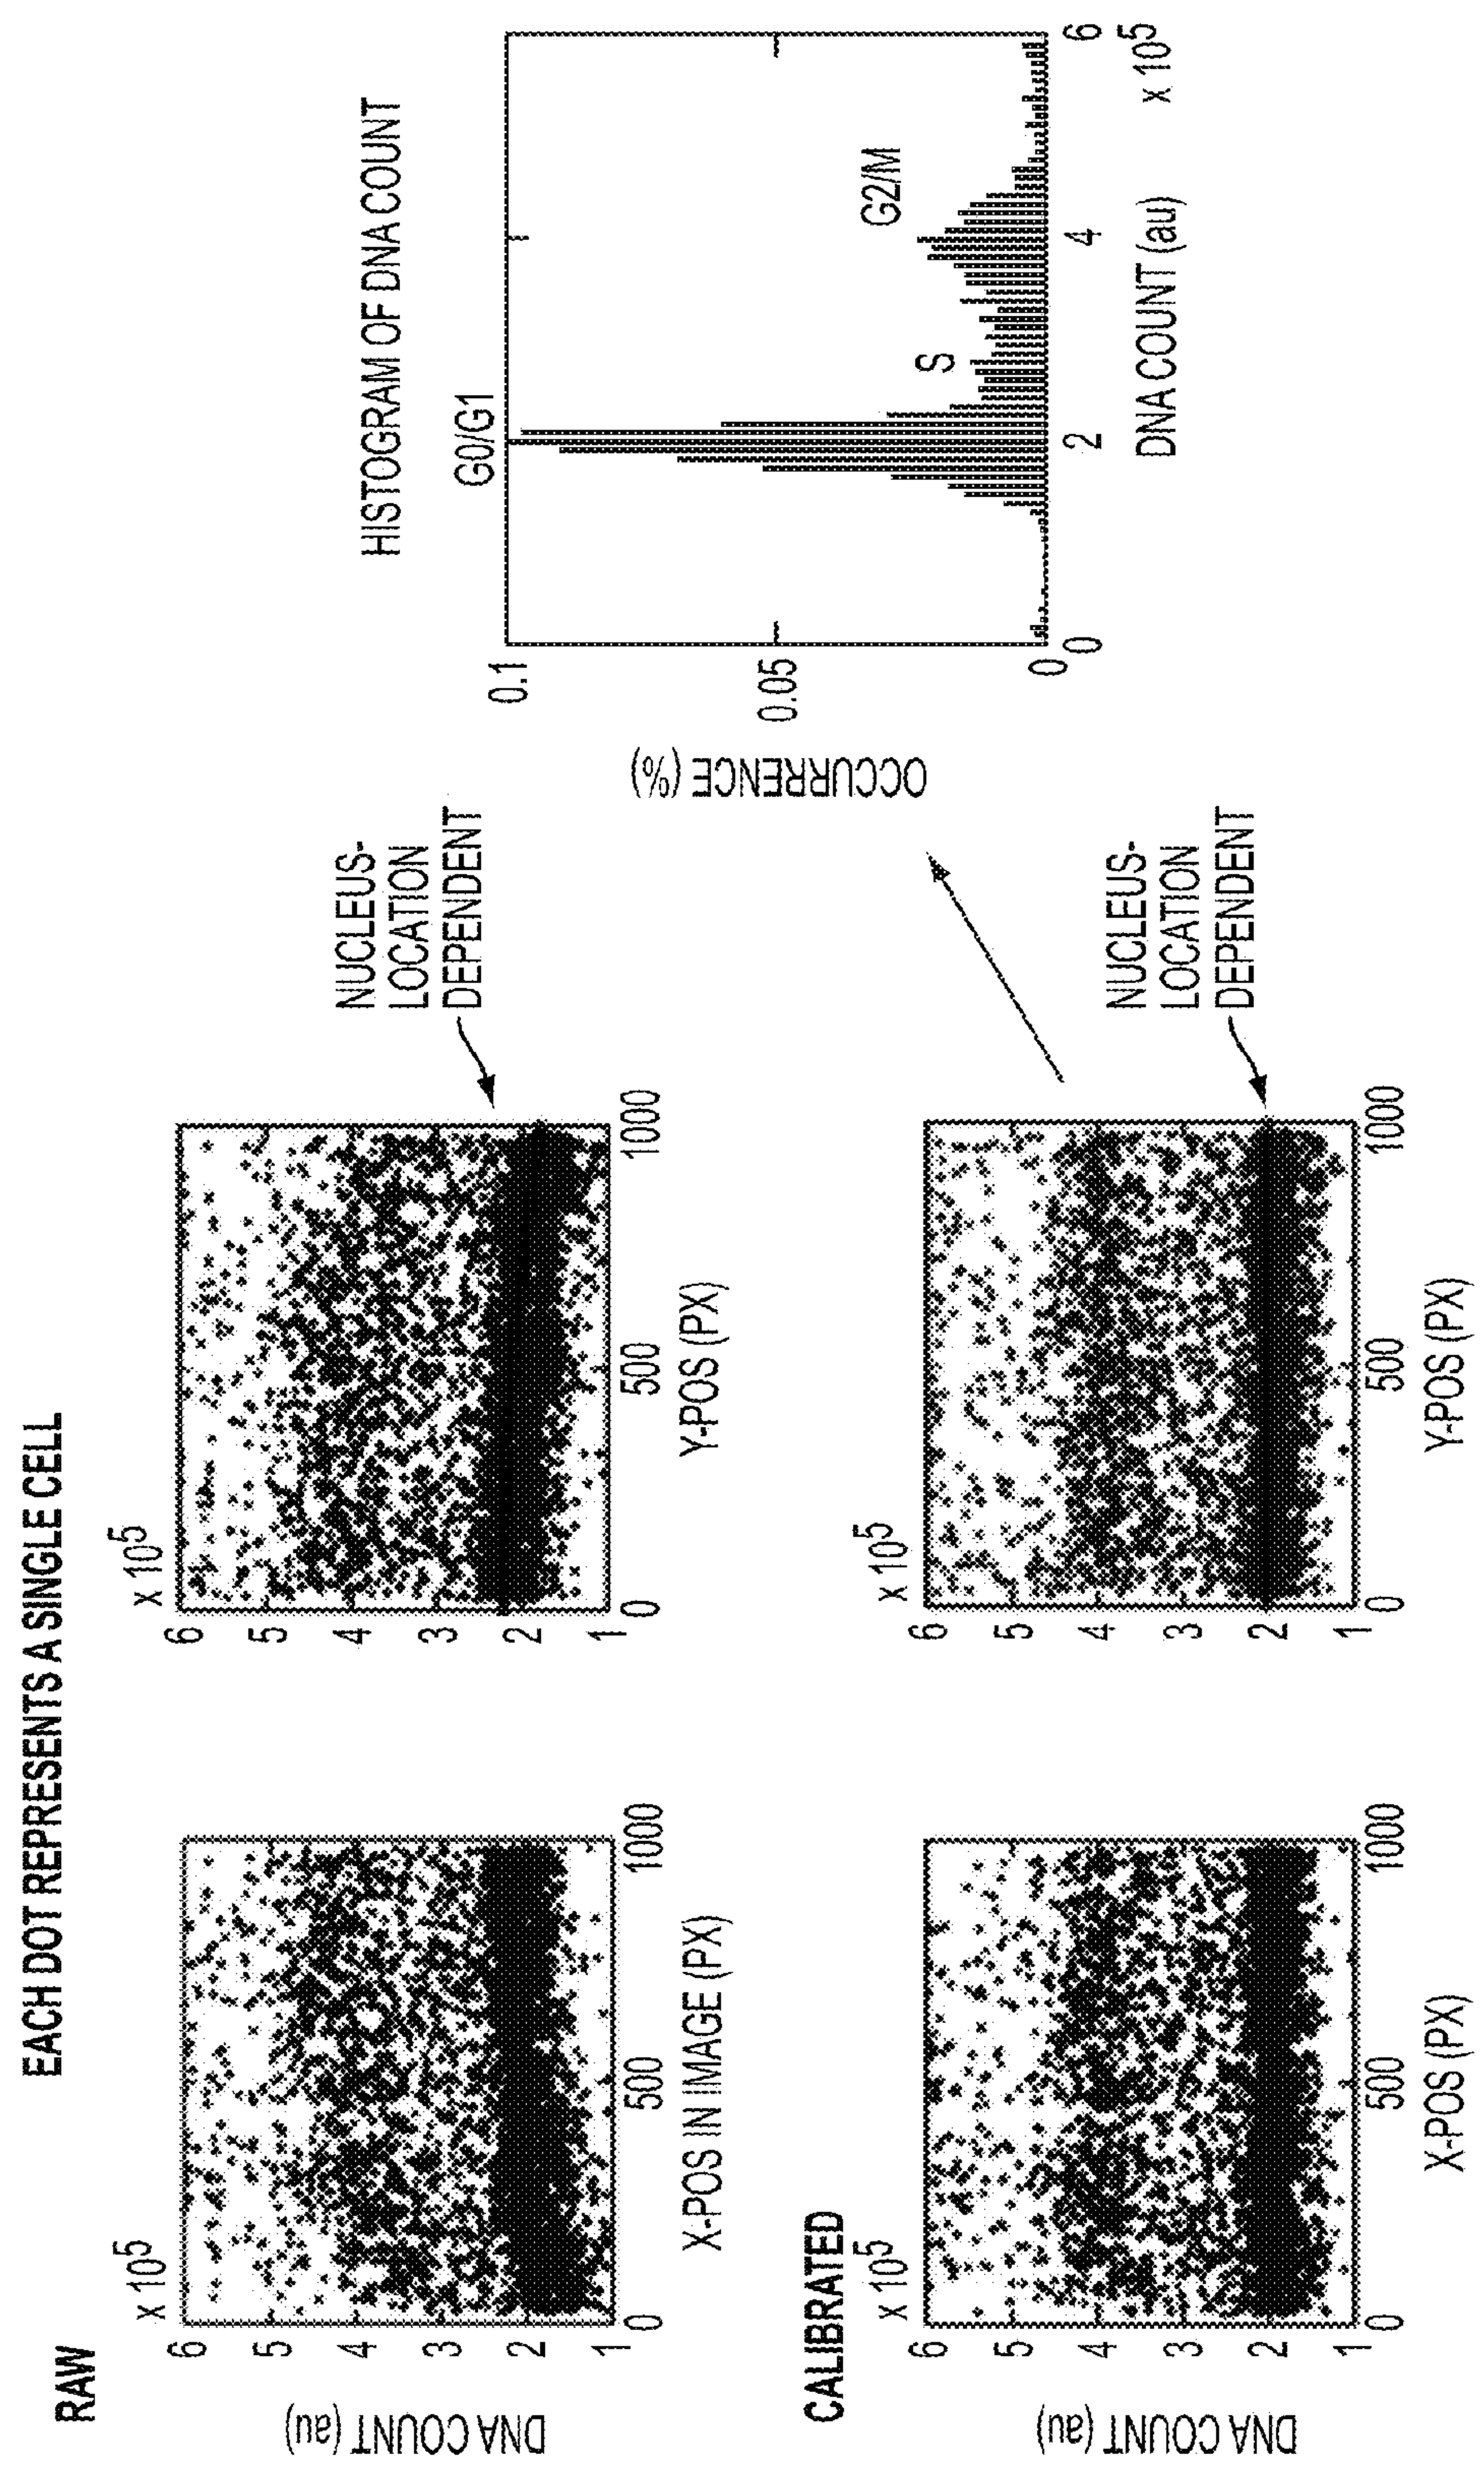 EACH DOT REPRESENTS A SINGLE CELL
RAW
x 10^5
6
5
4
3
2
1
DNA COUNT (au)
0
500
1000
X-POS IN IMAGE (PX)
x 10^5
6
5
4
3
2
1
0
500
1000
Y-POS (PX)
NUCLEUS-
LOCATION
DEPENDENT
HISTOGRAM OF DNA COUNT
G0/G1
S
G2/M
0.1
0.05
0
OCCURRENCE (%)
0
2
4
6
x 10^5
DNA COUNT (au)
CALIBRATED
x 10^5
6
5
4
3
2
1
DNA COUNT (au)
0
500
1000
X-POS (PX)
x 10^5
6
5
4
3
2
1
0
500
1000
Y-POS (PX)
NUCLEUS-
LOCATION
DEPENDENT